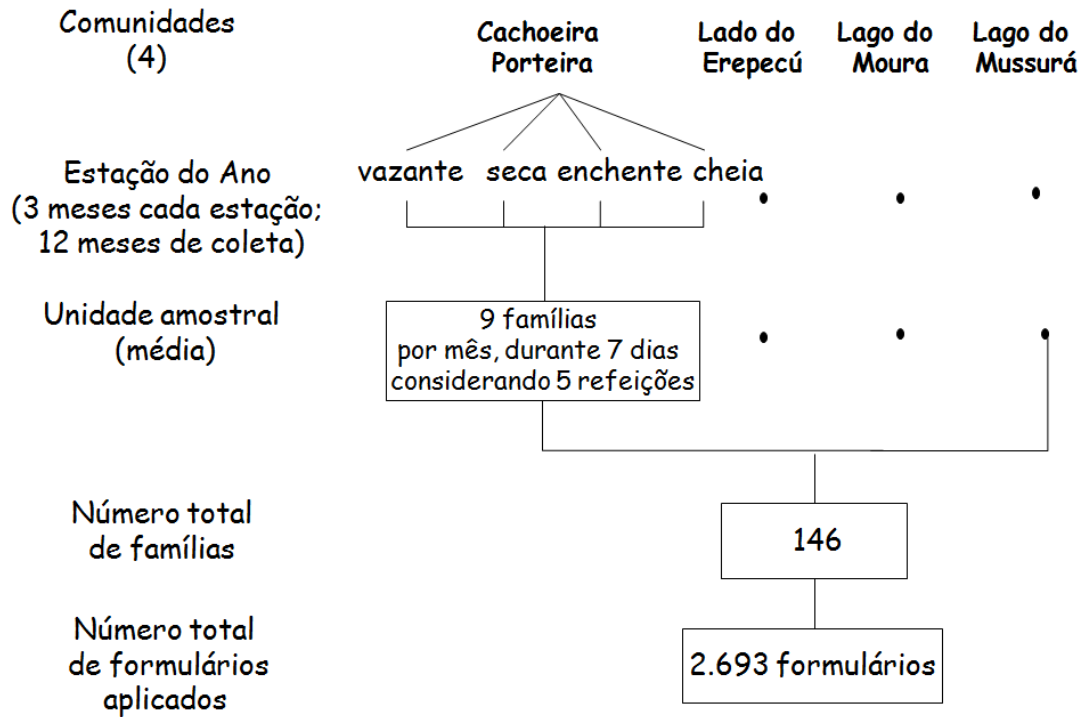 Comunidades
(4)
Cachoeira
Porteira
Lado do
Erepecú
Lago do
Moura
Lago do
Mussurá
Estação do Ano
(3 meses cada estação;
12 meses de coleta)
vazante seca enchente cheia
Unidade amostral
(média)
9 famílias
por mês, durante 7 dias
considerando 5 refeições
Número total
de famílias
146
Número total
de formulários
aplicados
2.693 formulários